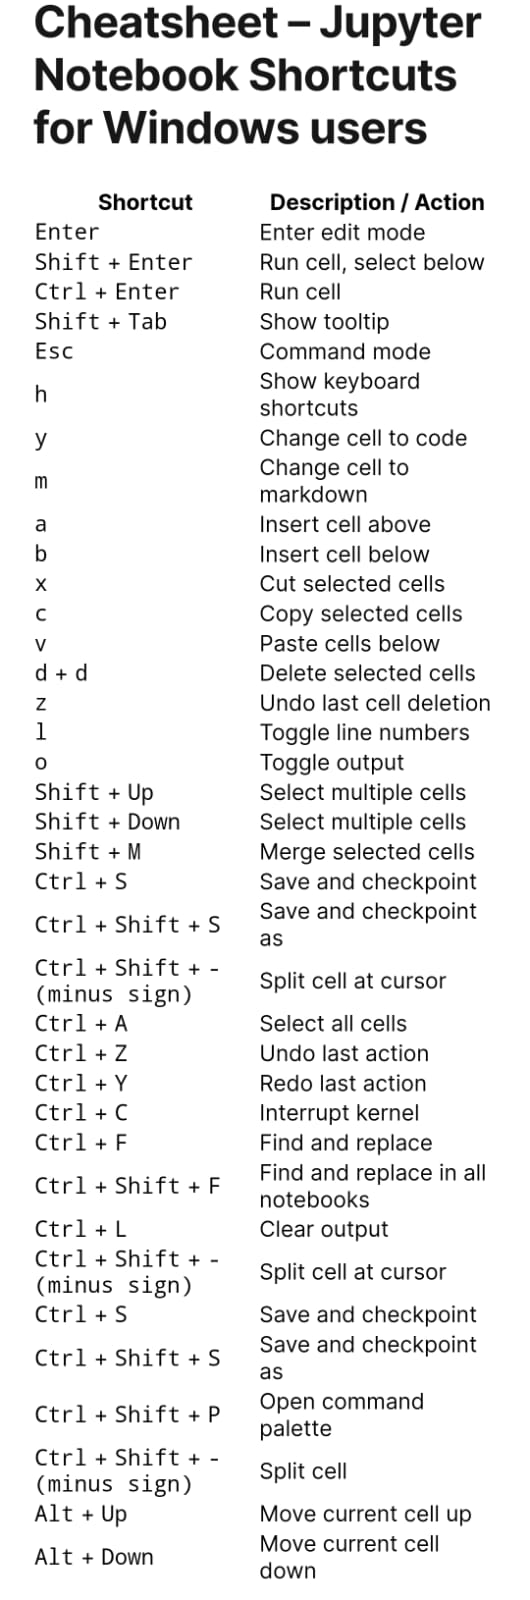 Cheatsheet – Jupyter
Notebook Shortcuts
for Windows users
Shortcut Description / Action
Enter Enter edit mode
Shift + Enter Run cell, select below
Ctrl + Enter Run cell
Shift + Tab Show tooltip
Esc Command mode
h Show keyboard
shortcuts
y Change cell to code
m Change cell to
markdown
a Insert cell above
b Insert cell below
x Cut selected cells
c Copy selected cells
v Paste cells below
d + d Delete selected cells
z Undo last cell deletion
l Toggle line numbers
o Toggle output
Shift + Up Select multiple cells
Shift + Down Select multiple cells
Shift + M Merge selected cells
Ctrl + S Save and checkpoint
Ctrl + Shift + S Save and checkpoint
as
Ctrl + Shift + -
(minus sign) Split cell at cursor
Ctrl + A Select all cells
Ctrl + Z Undo last action
Ctrl + Y Redo last action
Ctrl + C Interrupt kernel
Ctrl + F Find and replace
Ctrl + Shift + F Find and replace in all
notebooks
Ctrl + L Clear output
Ctrl + Shift + -
(minus sign) Split cell at cursor
Ctrl + S Save and checkpoint
Ctrl + Shift + S Save and checkpoint
as
Ctrl + Shift + P Open command
palette
Ctrl + Shift + -
(minus sign) Split cell
Alt + Up Move current cell up
Alt + Down Move current cell
down